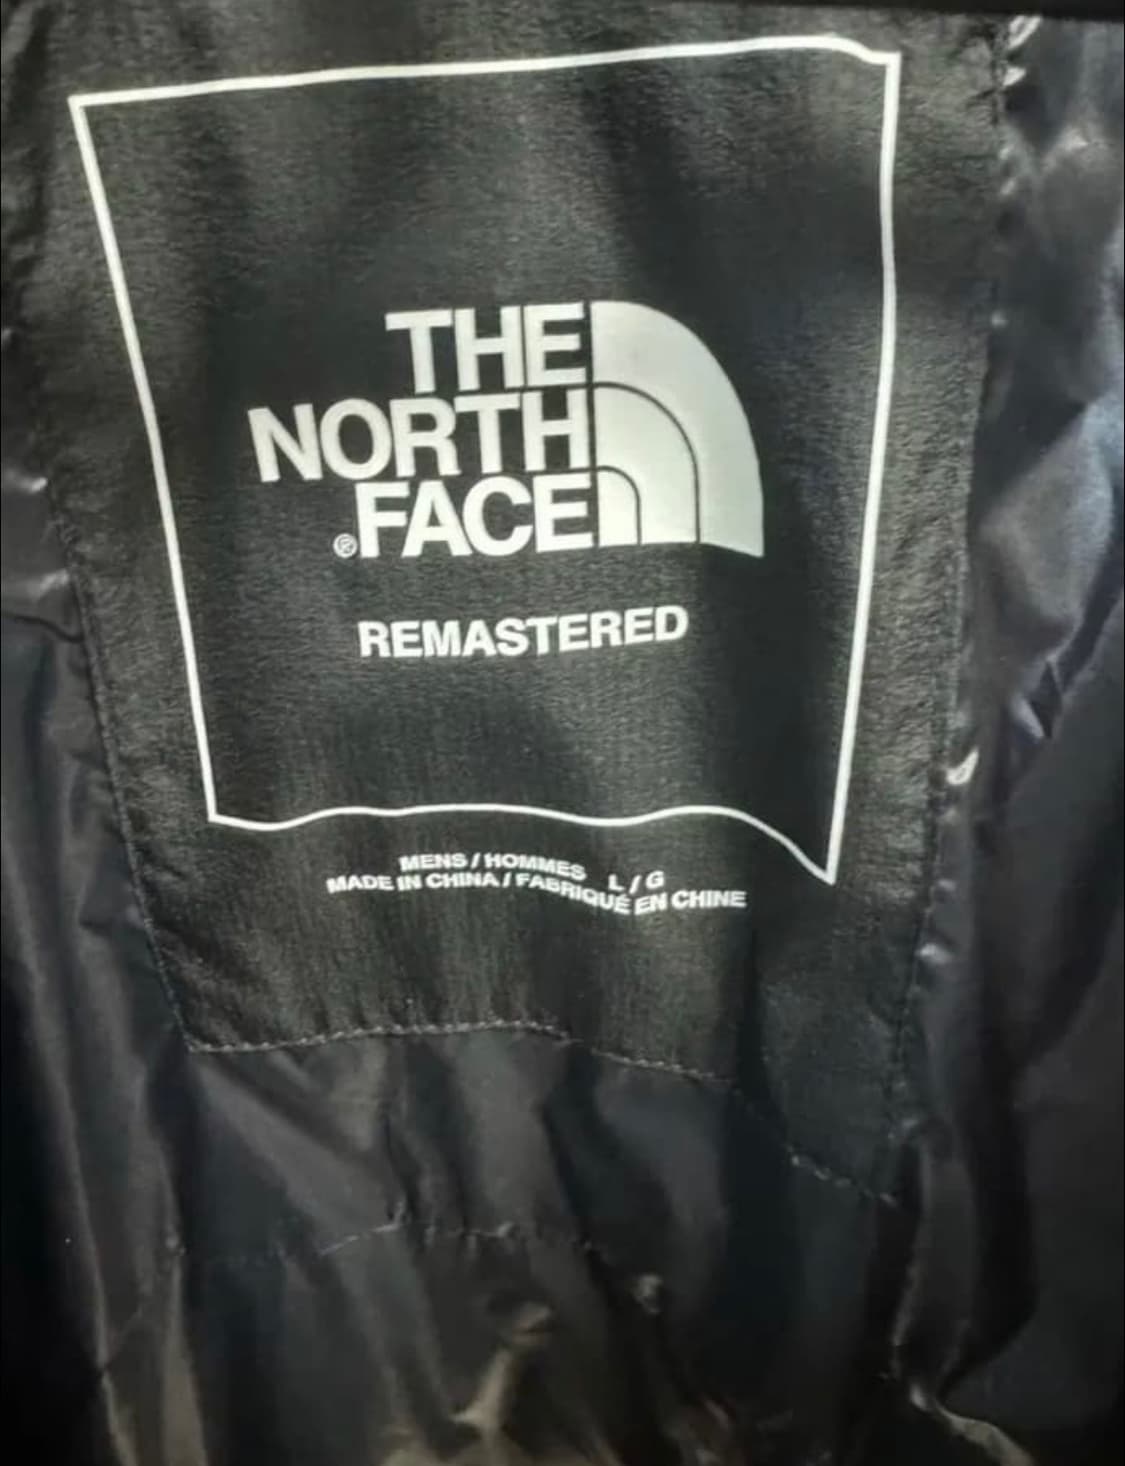 THE
NORTH
®FACE
REMASTERED
MENS / HOMMES L / G
MADE IN CHINA / FABRIQUÉ EN CHINE